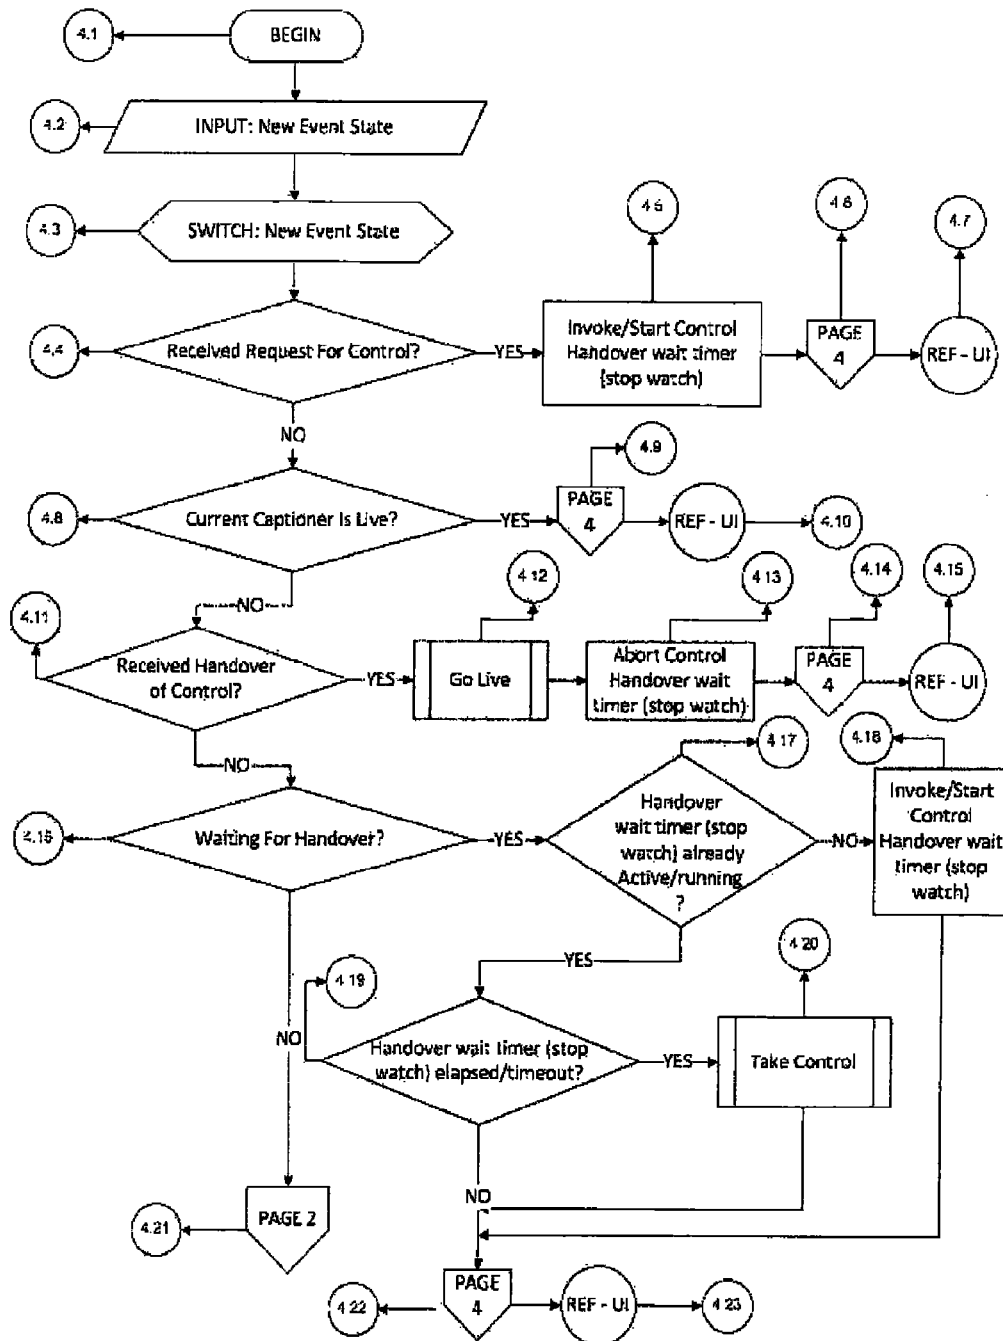 4.1
BEGIN
4.2
INPUT: New Event State
4.3
SWITCH: New Event State
4.5
4.6
4.7
4.4
Received Request For Control?
YES
Invoke/Start Control
Handover wait timer
(stop watch)
PAGE
4
REF - UI
NO
4.9
4.8
Current Captioner Is Live?
YES
PAGE
4
REF - UI
4.10
NO
4.11
4.12
4.13
4.14
4.15
Received Handover
of Control?
YES
Go Live
Abort Control
Handover wait
timer (stop watch)
PAGE
4
REF - UI
NO
4.17
4.18
4.16
Waiting For Handover?
YES
Handover
wait timer (stop
watch) already
Active/running
?
NO
Invoke/Start
Control
Handover wait
timer (stop
watch)
YES
4.19
4.20
NO
Handover wait timer (stop
watch) elapsed/timeout?
YES
Take Control
NO
4.21
PAGE 2
4.22
PAGE
4
REF - UI
4.23